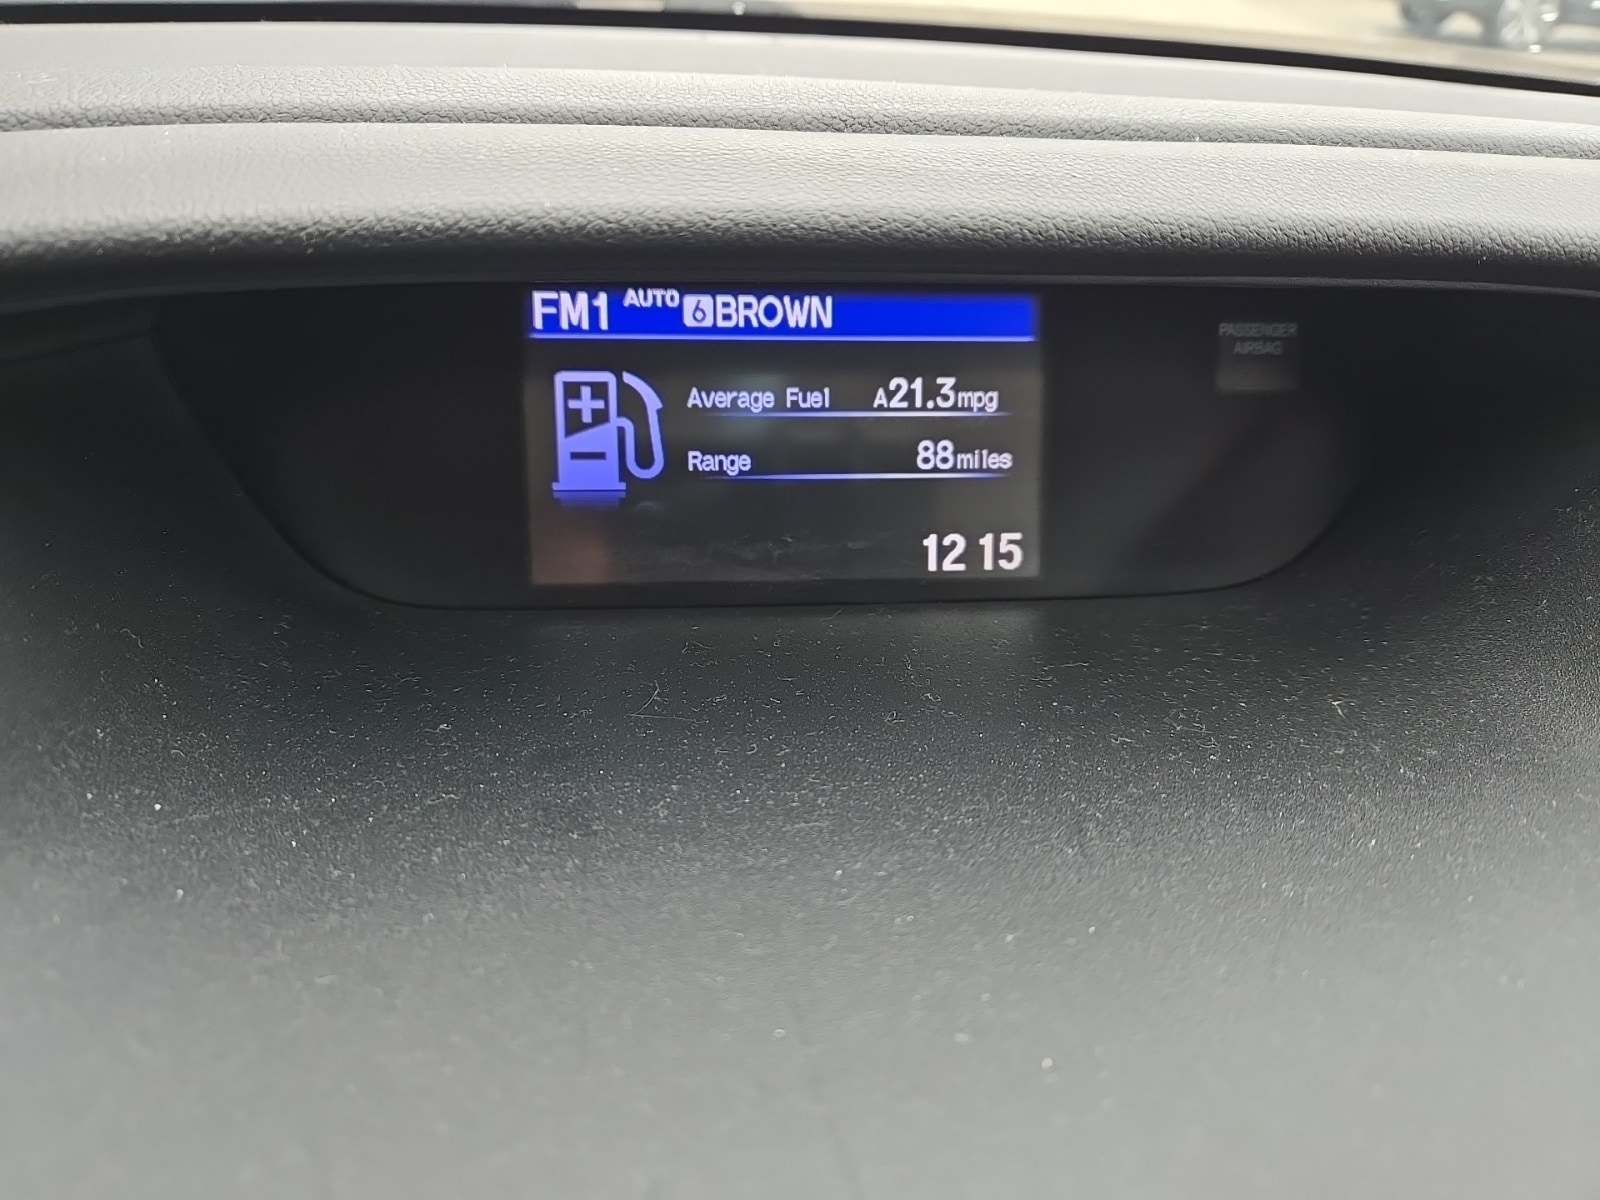 FM1 AUTO 6 BROWN
PASSENGER
AIRBAG
Average Fuel A21.3mpg
Range 88miles
12 15